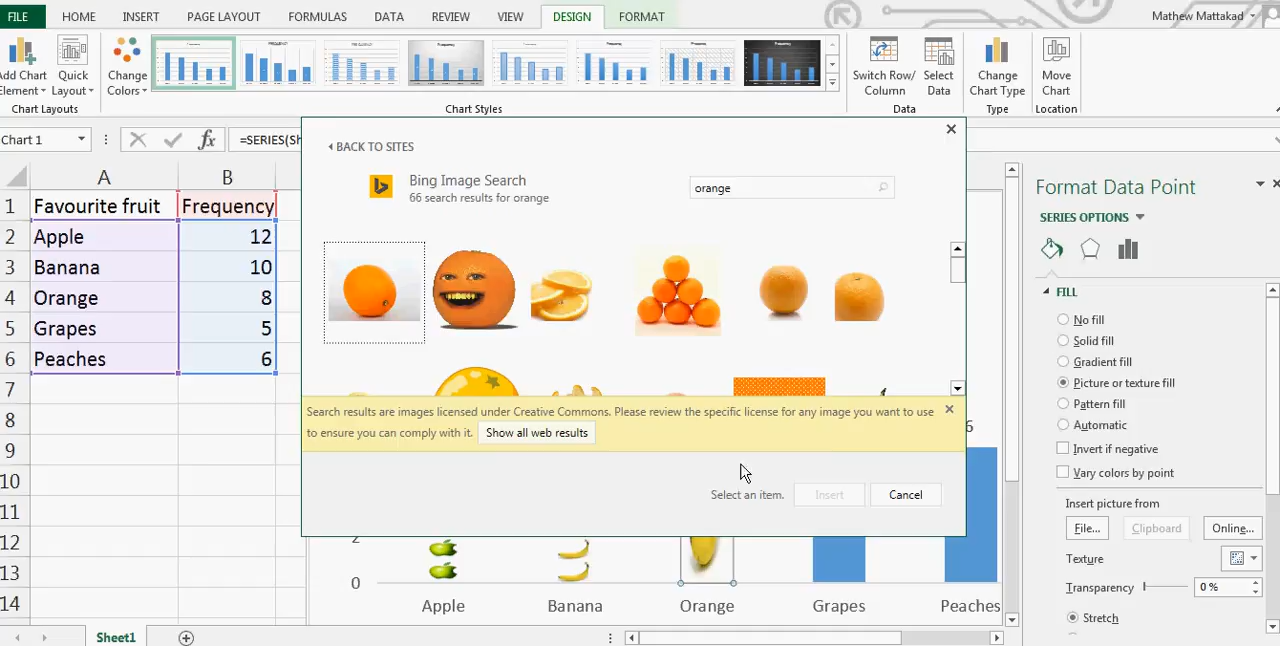 FILE HOME INSERT PAGE LAYOUT FORMULAS DATA REVIEW VIEW DESIGN FORMAT Mathew Mattakad
Add Chart Element
Quick Layout
Chart Layouts
Change Colors
Chart Styles
Switch Row/ Column
Select Data
Data
Change Chart Type
Type
Move Chart
Location
Chart 1
fx
=SERIES(Sh
A B
1 Favourite fruit Frequency
2 Apple 12
3 Banana 10
4 Orange 8
5 Grapes 5
6 Peaches 6
7
8
9
10
11
12
13
14
BACK TO SITES
Bing Image Search
66 search results for orange
orange
Search results are images licensed under Creative Commons. Please review the specific license for any image you want to use
to ensure you can comply with it. Show all web results
Select an item. Insert Cancel
6
2
0
Apple Banana Orange Grapes Peaches
Sheet1
Format Data Point
SERIES OPTIONS
FILL
No fill
Solid fill
Gradient fill
Picture or texture fill
Pattern fill
Automatic
Invert if negative
Vary colors by point
Insert picture from
File... Clipboard Online...
Texture
Transparency 0 %
Stretch